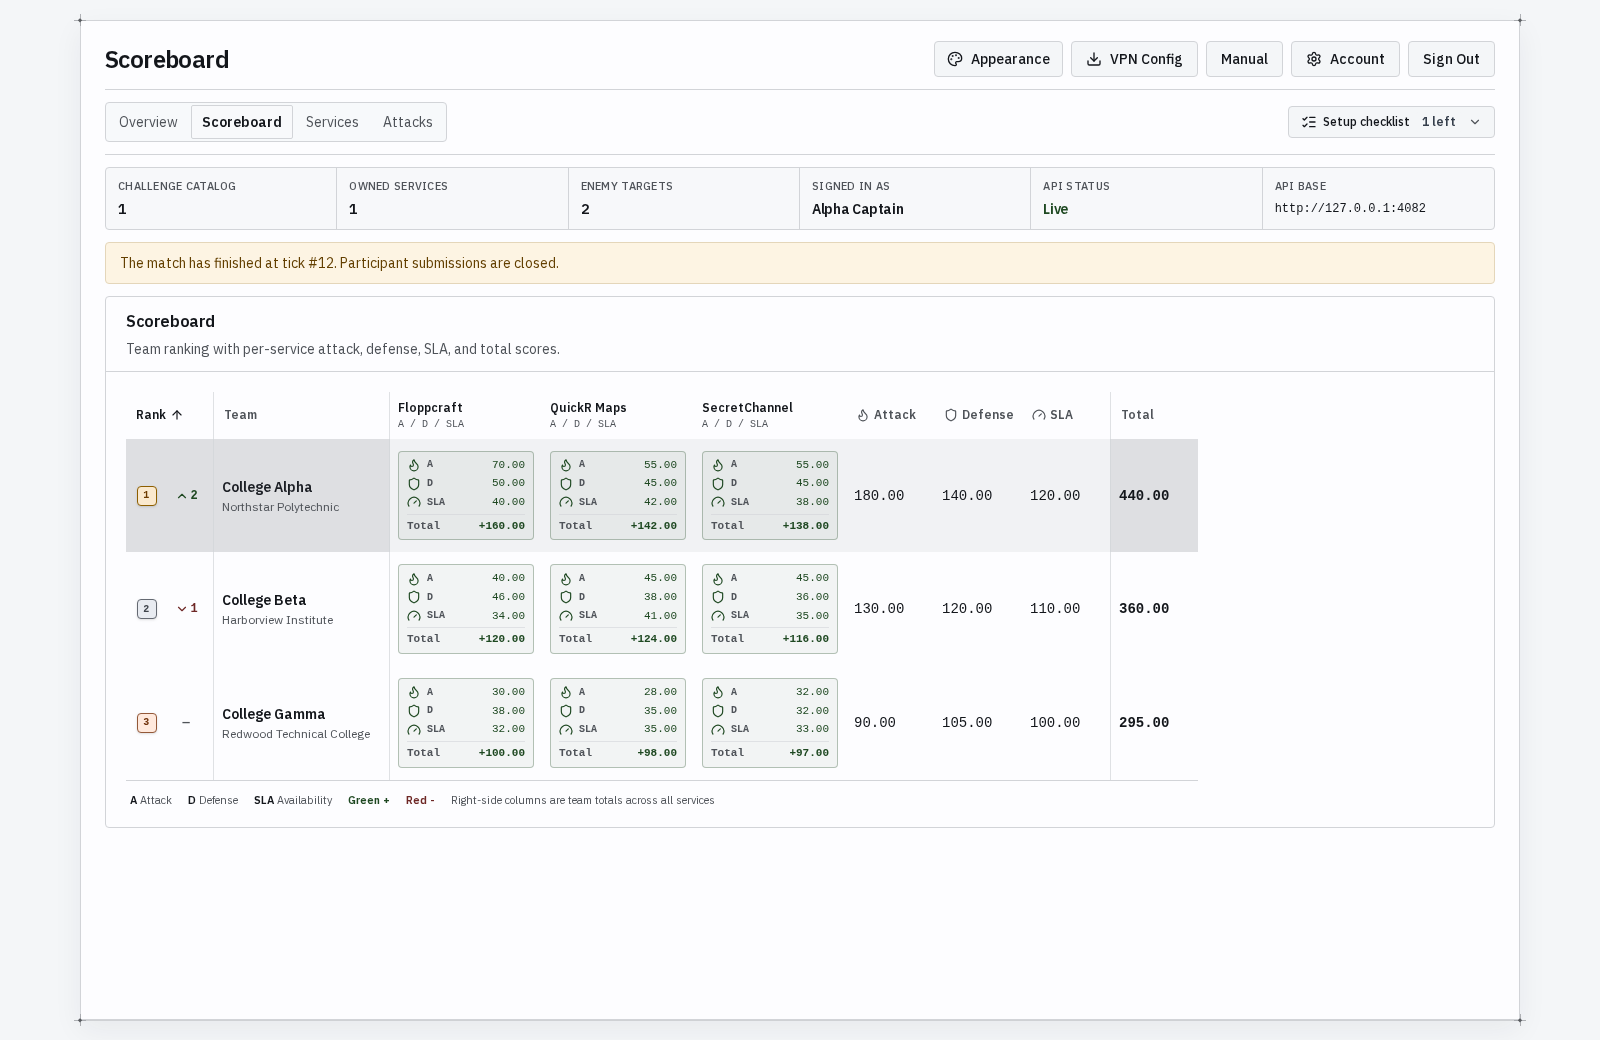 Scoreboard
Appearance
VPN Config
Manual
Account
Sign Out
Overview
Scoreboard
Services
Attacks
Setup checklist 1 left
CHALLENGE CATALOG
1
OWNED SERVICES
1
ENEMY TARGETS
2
SIGNED IN AS
Alpha Captain
API STATUS
Live
API BASE
http://127.0.0.1:4082
The match has finished at tick #12. Participant submissions are closed.
Scoreboard
Team ranking with per-service attack, defense, SLA, and total scores.
Rank
Team
Floppcraft
A / D / SLA
QuickR Maps
A / D / SLA
SecretChannel
A / D / SLA
Attack
Defense
SLA
Total
1
2
College Alpha
Northstar Polytechnic
A 70.00
D 50.00
SLA 40.00
Total +160.00
A 55.00
D 45.00
SLA 42.00
Total +142.00
A 55.00
D 45.00
SLA 38.00
Total +138.00
180.00
140.00
120.00
440.00
2
1
College Beta
Harborview Institute
A 40.00
D 46.00
SLA 34.00
Total +120.00
A 45.00
D 38.00
SLA 41.00
Total +124.00
A 45.00
D 36.00
SLA 35.00
Total +116.00
130.00
120.00
110.00
360.00
3
—
College Gamma
Redwood Technical College
A 30.00
D 38.00
SLA 32.00
Total +100.00
A 28.00
D 35.00
SLA 35.00
Total +98.00
A 32.00
D 32.00
SLA 33.00
Total +97.00
90.00
105.00
100.00
295.00
A Attack D Defense SLA Availability Green + Red - Right-side columns are team totals across all services